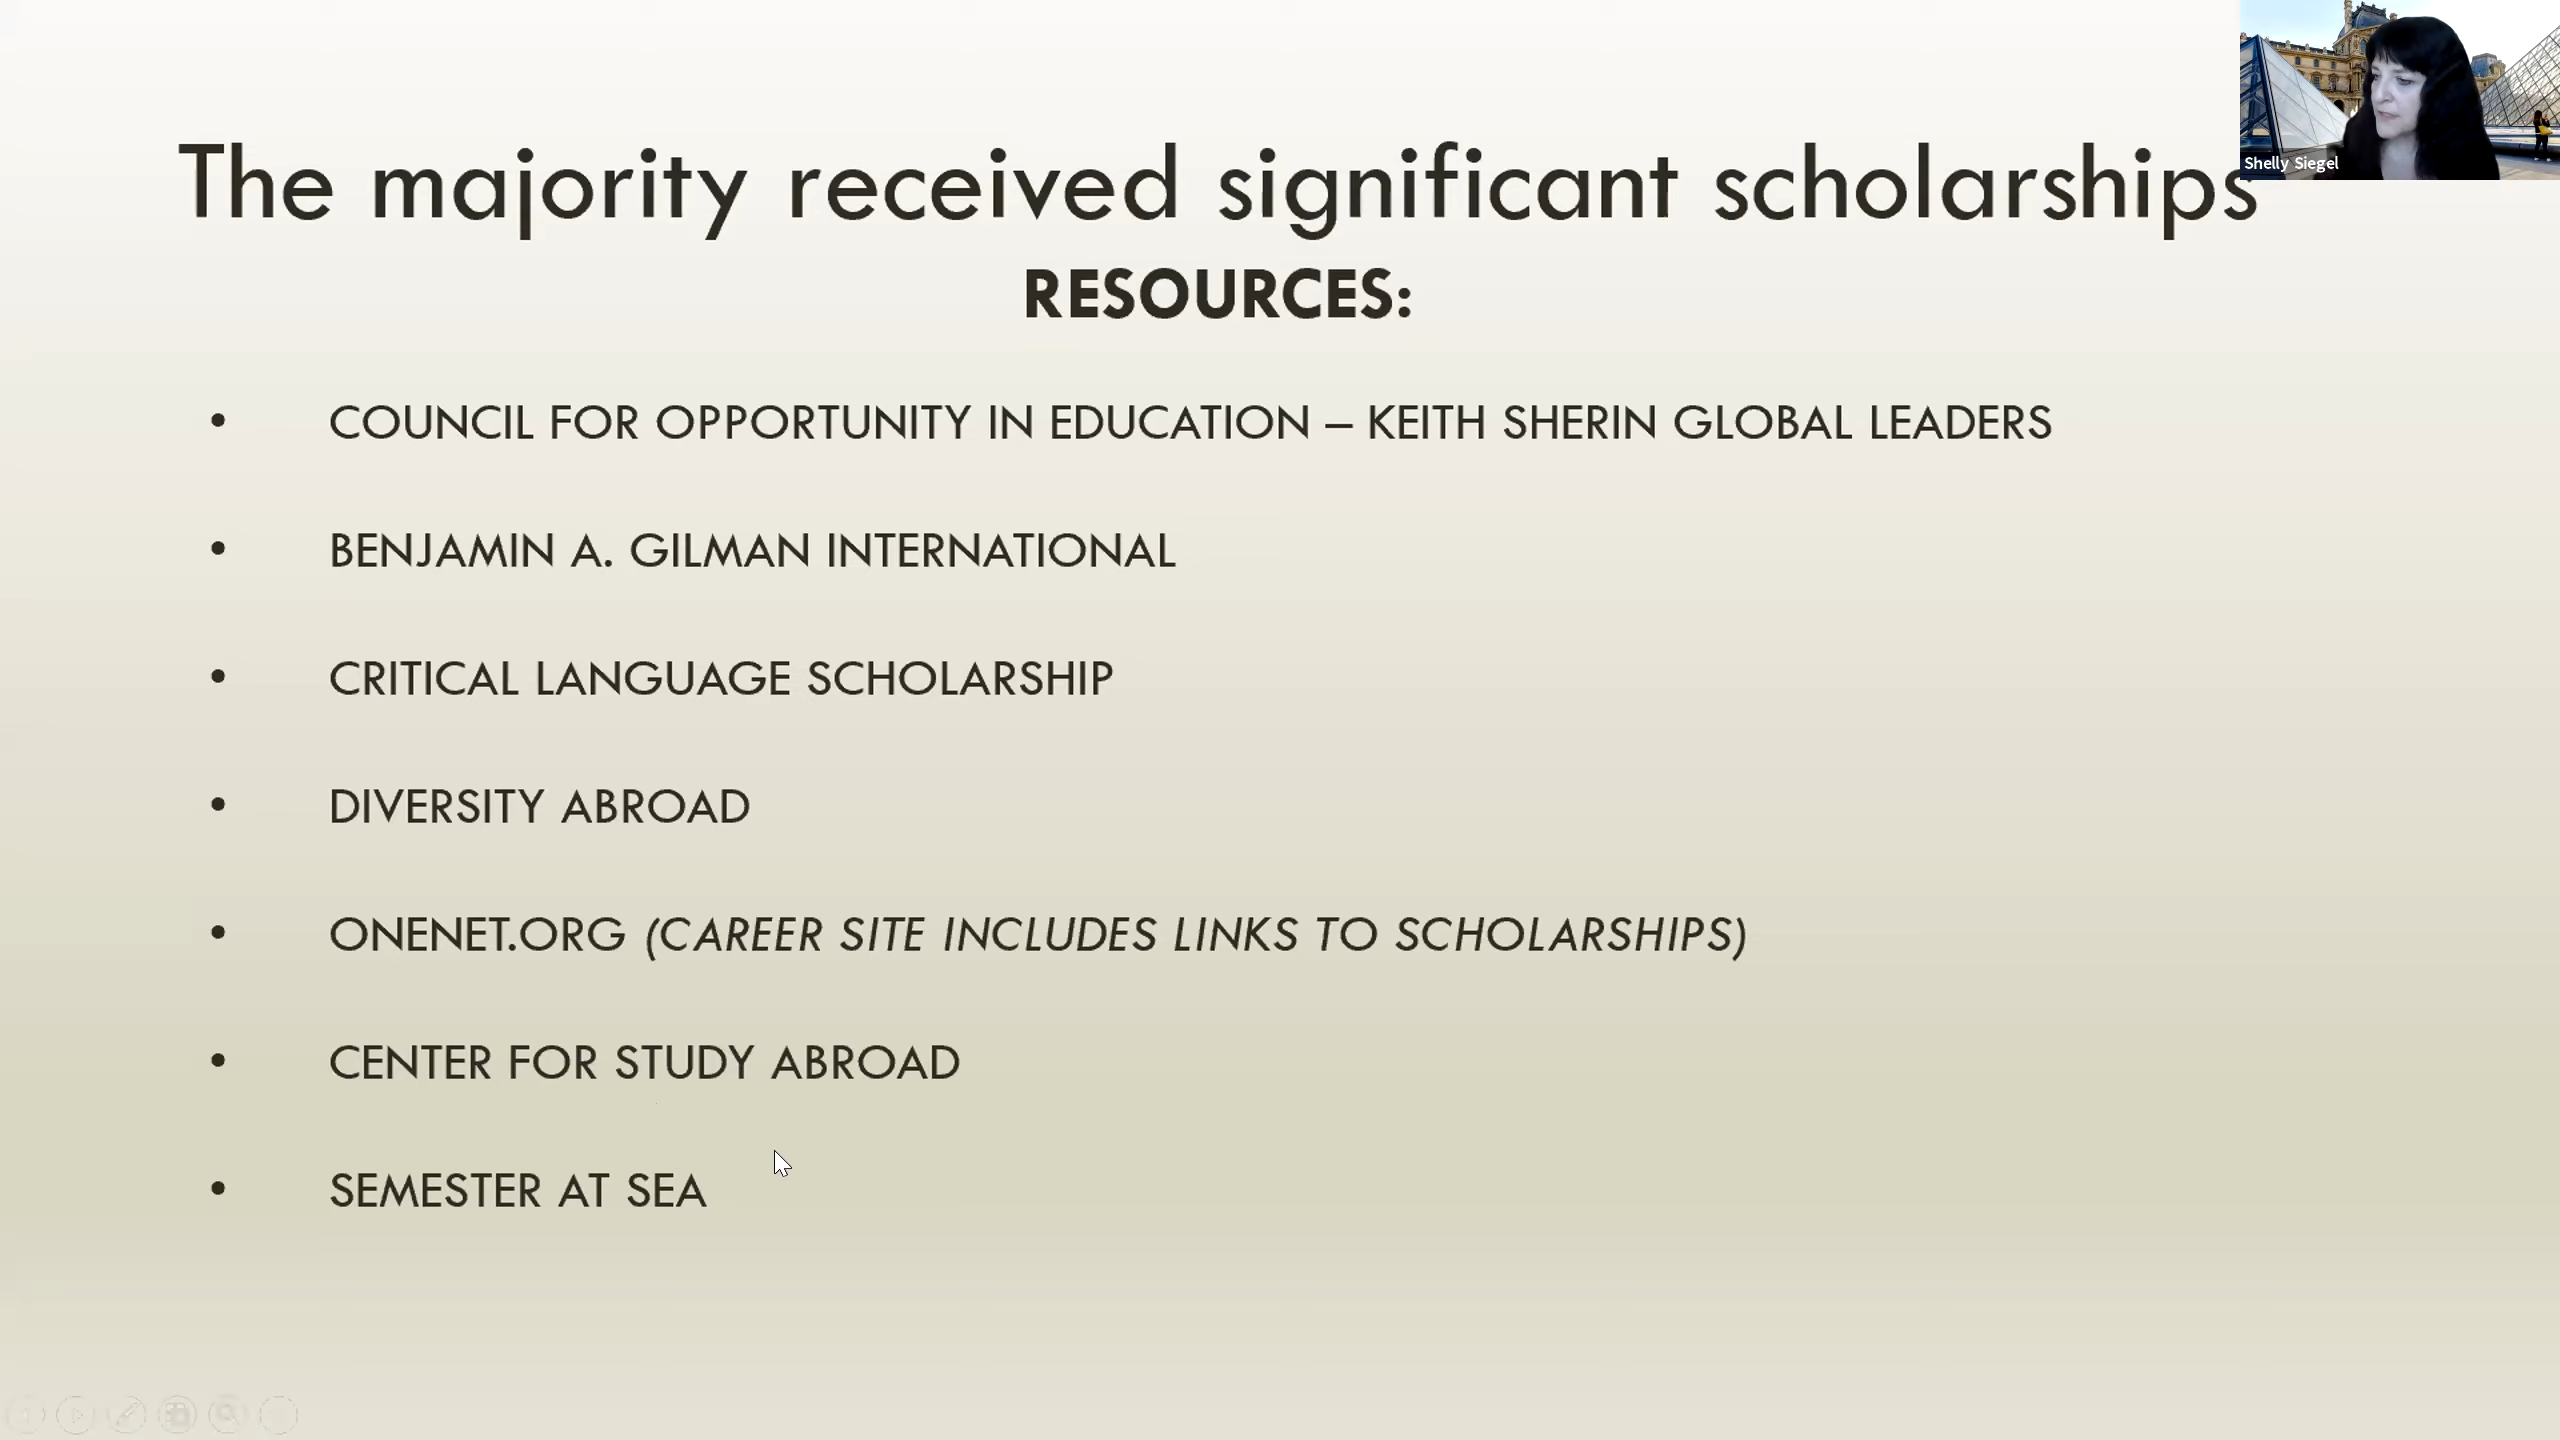 The majority received significant scholarships
RESOURCES:
• COUNCIL FOR OPPORTUNITY IN EDUCATION – KEITH SHERIN GLOBAL LEADERS
• BENJAMIN A. GILMAN INTERNATIONAL
• CRITICAL LANGUAGE SCHOLARSHIP
• DIVERSITY ABROAD
• ONENET.ORG (CAREER SITE INCLUDES LINKS TO SCHOLARSHIPS)
• CENTER FOR STUDY ABROAD
• SEMESTER AT SEA
Shelly Siegel